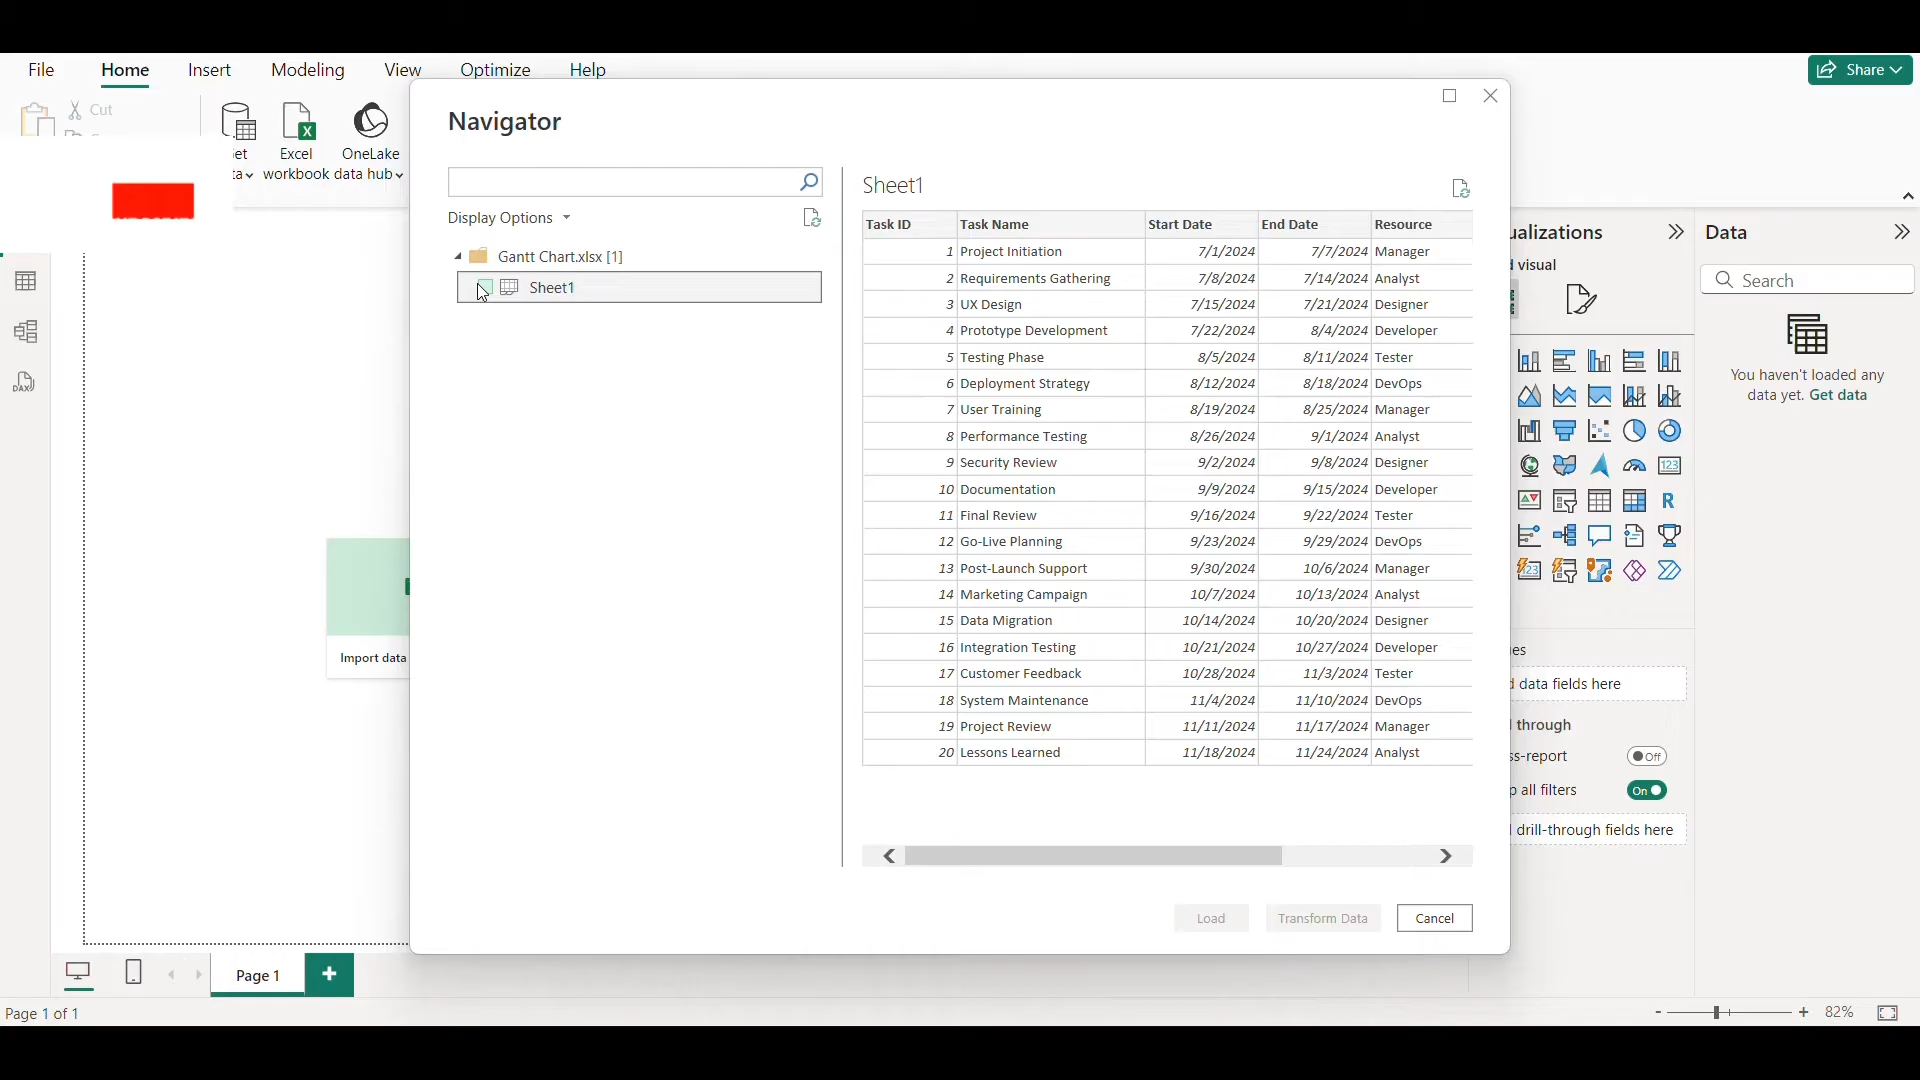 File Home Insert Modeling View Optimize Help Share
Cut
Excel OneLake
workbook data hub
Navigator
Display Options
Gantt Chart.xlsx [1]
Sheet1
Sheet1
Task ID Task Name Start Date End Date Resource
1 Project Initiation 7/1/2024 7/7/2024 Manager
2 Requirements Gathering 7/8/2024 7/14/2024 Analyst
3 UX Design 7/15/2024 7/21/2024 Designer
4 Prototype Development 7/22/2024 8/4/2024 Developer
5 Testing Phase 8/5/2024 8/11/2024 Tester
6 Deployment Strategy 8/12/2024 8/18/2024 DevOps
7 User Training 8/19/2024 8/25/2024 Manager
8 Performance Testing 8/26/2024 9/1/2024 Analyst
9 Security Review 9/2/2024 9/8/2024 Designer
10 Documentation 9/9/2024 9/15/2024 Developer
11 Final Review 9/16/2024 9/22/2024 Tester
12 Go-Live Planning 9/23/2024 9/29/2024 DevOps
13 Post-Launch Support 9/30/2024 10/6/2024 Manager
14 Marketing Campaign 10/7/2024 10/13/2024 Analyst
15 Data Migration 10/14/2024 10/20/2024 Designer
16 Integration Testing 10/21/2024 10/27/2024 Developer
17 Customer Feedback 10/28/2024 11/3/2024 Tester
18 System Maintenance 11/4/2024 11/10/2024 DevOps
19 Project Review 11/11/2024 11/17/2024 Manager
20 Lessons Learned 11/18/2024 11/24/2024 Analyst
Load Transform Data Cancel
ualizations
visual
data fields here
through
ss-report Off
all filters On
drill-through fields here
Data
Search
You haven't loaded any
data yet. Get data
DAX
Import data
Page 1 +
Page 1 of 1
- + 82%